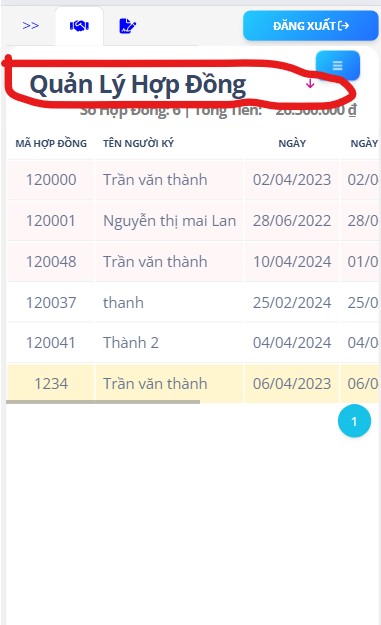 >> ĐĂNG XUẤT
Quản Lý Hợp Đồng
Số Hợp Đồng: 6 | Tổng Tiền: 20.500.000 ₫
MÃ HỢP ĐỒNG TÊN NGƯỜI KÝ NGÀY NGÀY
120000 Trần văn thành 02/04/2023 02/0
120001 Nguyễn thị mai Lan 28/06/2022 28/0
120048 Trần văn thành 10/04/2024 01/0
120037 thanh 25/02/2024 25/0
120041 Thành 2 04/04/2024 04/0
1234 Trần văn thành 06/04/2023 06/0
1